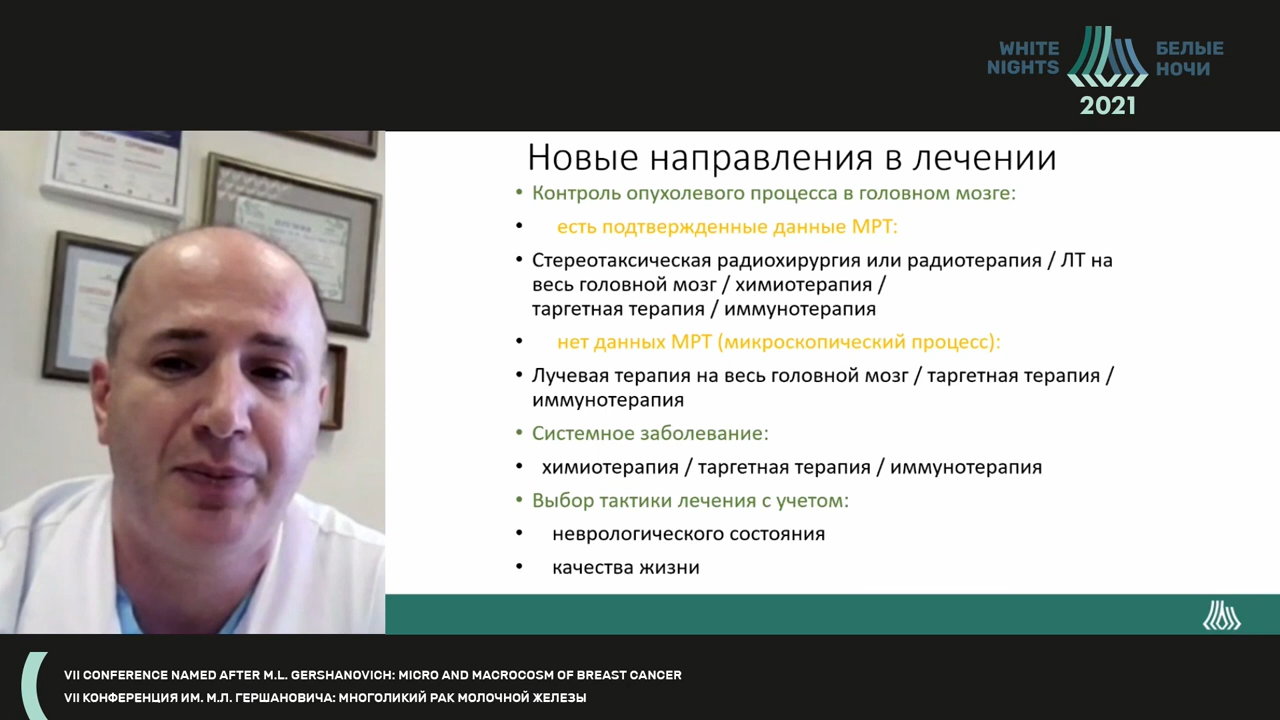 WHITE NIGHTS
БЕЛЫЕ НОЧИ
2021
Новые направления в лечении
• Контроль опухолевого процесса в головном мозге:
• есть подтвержденные данные МРТ:
• Стереотаксическая радиохирургия или радиотерапия / ЛТ на
весь головной мозг / химиотерапия /
таргетная терапия / иммунотерапия
• нет данных МРТ (микроскопический процесс):
• Лучевая терапия на весь головной мозг / таргетная терапия /
иммунотерапия
• Системное заболевание:
• химиотерапия / таргетная терапия / иммунотерапия
• Выбор тактики лечения с учетом:
• неврологического состояния
• качества жизни
VII CONFERENCE NAMED AFTER M.L. GERSHANOVICH: MICRO AND MACROCOSM OF BREAST CANCER
VII КОНФЕРЕНЦИЯ ИМ. М.Л. ГЕРШАНОВИЧА: МНОГОЛИКИЙ РАК МОЛОЧНОЙ ЖЕЛЕЗЫ